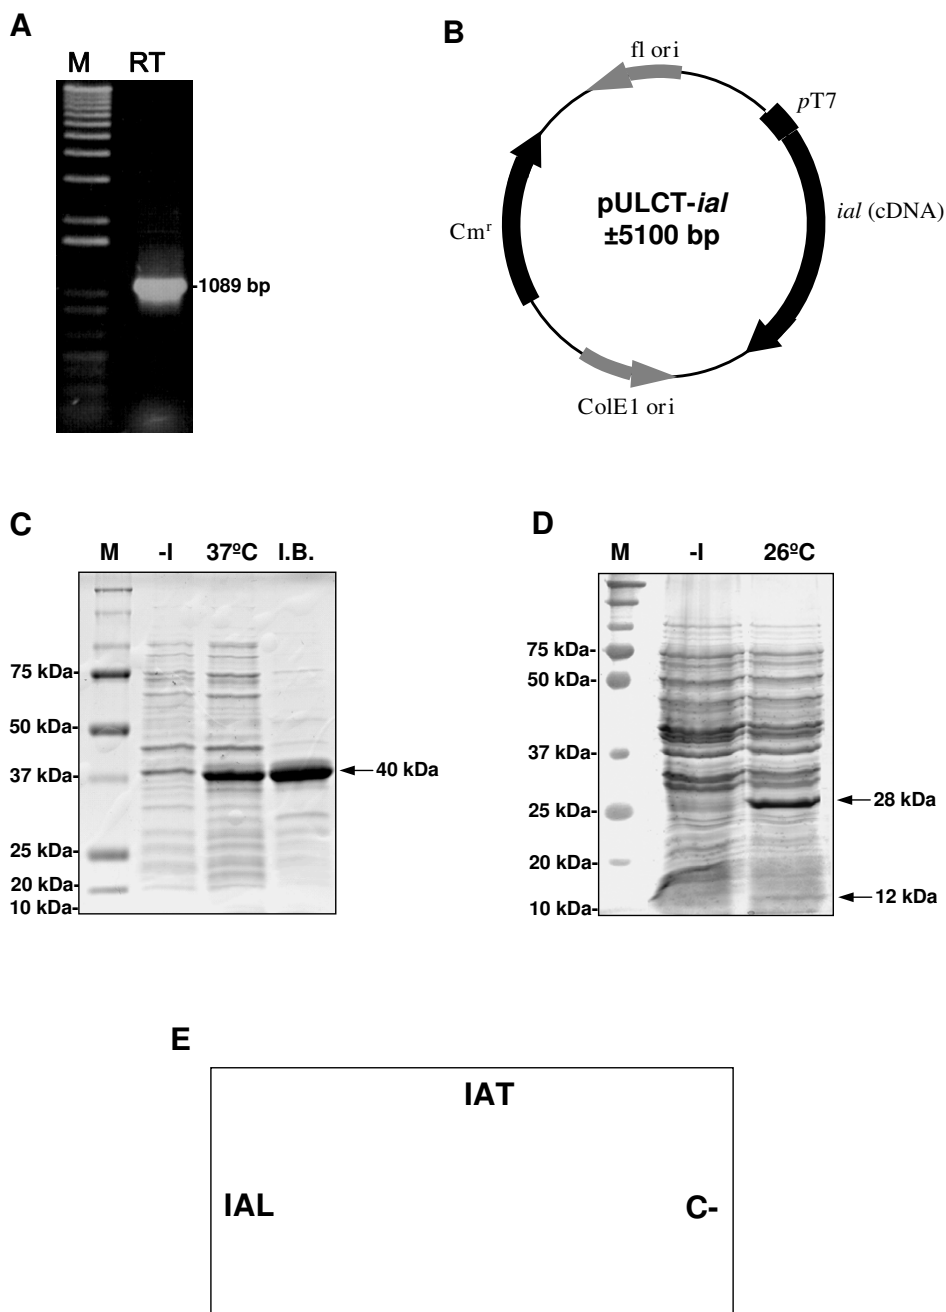 A
M RT
-1089 bp
B
fl ori
pT7
ial (cDNA)
pULCT-ial
±5100 bp
Cmʳ
ColE1 ori
C
M -I 37ºC I.B.
75 kDa-
50 kDa-
37 kDa-
25 kDa-
20 kDa-
10 kDa-
40 kDa
D
M -I 26ºC
75 kDa-
50 kDa-
37 kDa-
25 kDa-
20 kDa-
10 kDa-
28 kDa
12 kDa
E
IAT
IAL C-